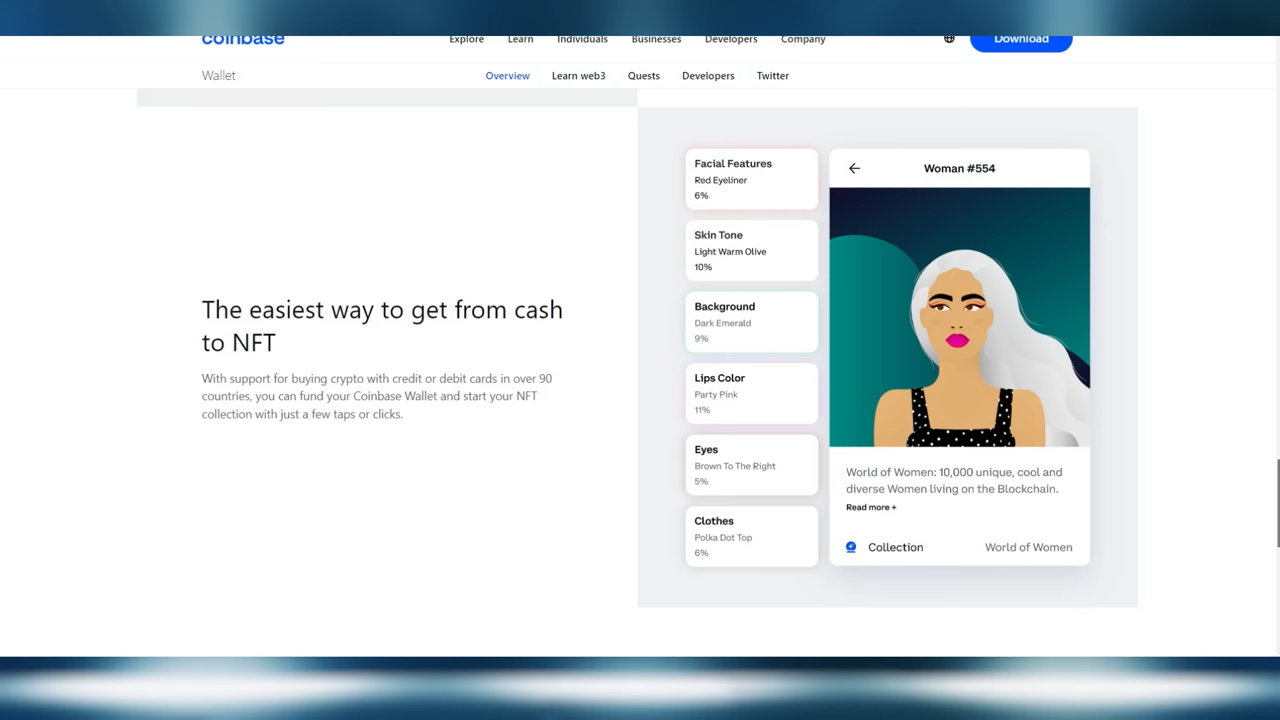 coinbase
Explore Learn Individuals Businesses Developers Company
Download
Wallet
Overview Learn web3 Quests Developers Twitter
The easiest way to get from cash
to NFT
With support for buying crypto with credit or debit cards in over 90
countries, you can fund your Coinbase Wallet and start your NFT
collection with just a few taps or clicks.
Facial Features
Red Eyeliner
6%
Skin Tone
Light Warm Olive
10%
Background
Dark Emerald
9%
Lips Color
Party Pink
11%
Eyes
Brown To The Right
5%
Clothes
Polka Dot Top
6%
Woman #554
World of Women: 10,000 unique, cool and
diverse Women living on the Blockchain.
Read more +
Collection World of Women